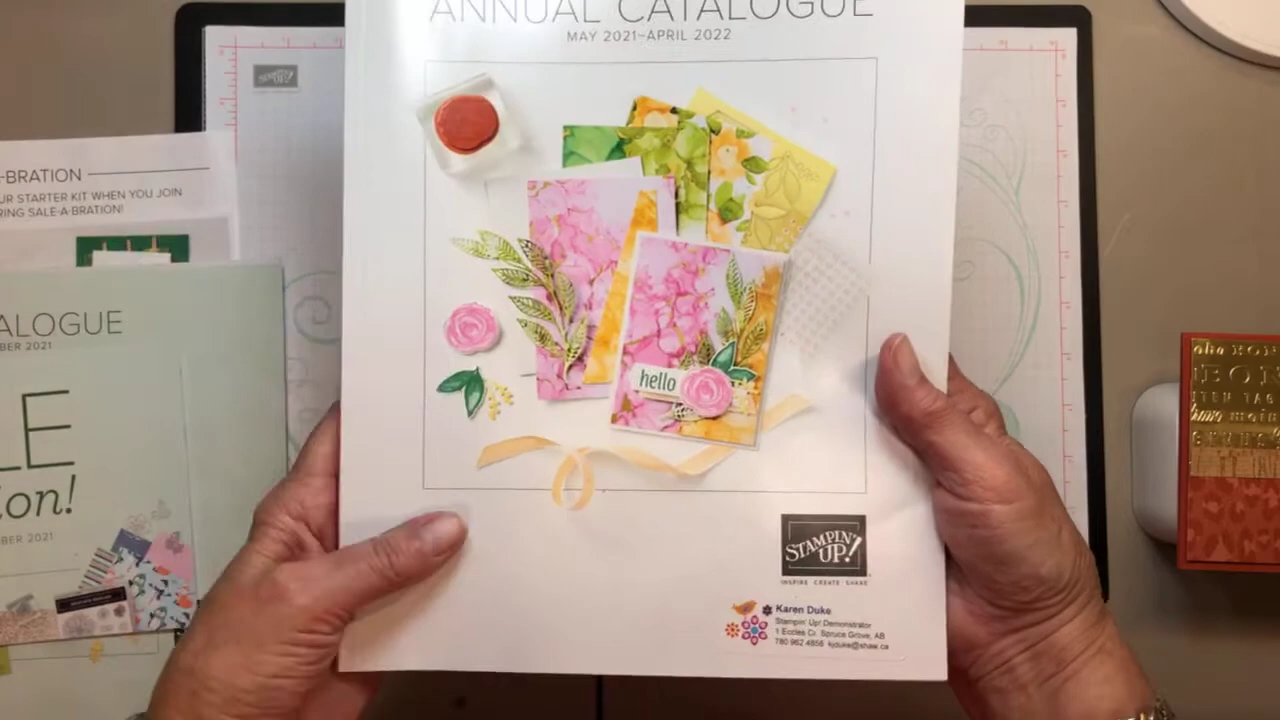 ANNUAL CATALOGUE
MAY 2021–APRIL 2022
hello
STAMPIN' UP!
INSPIRE CREATE SHARE
Karen Duke
Stampin' Up! Demonstrator
1 Eccles Cr. Spruce Grove, AB
780 962 4856 kjduke@shaw.ca
STAMPIN' UP!
-BRATION
UR STARTER KIT WHEN YOU JOIN
RING SALE-A-BRATION!
ALOGUE
BER 2021
LE
ion!
BER 2021